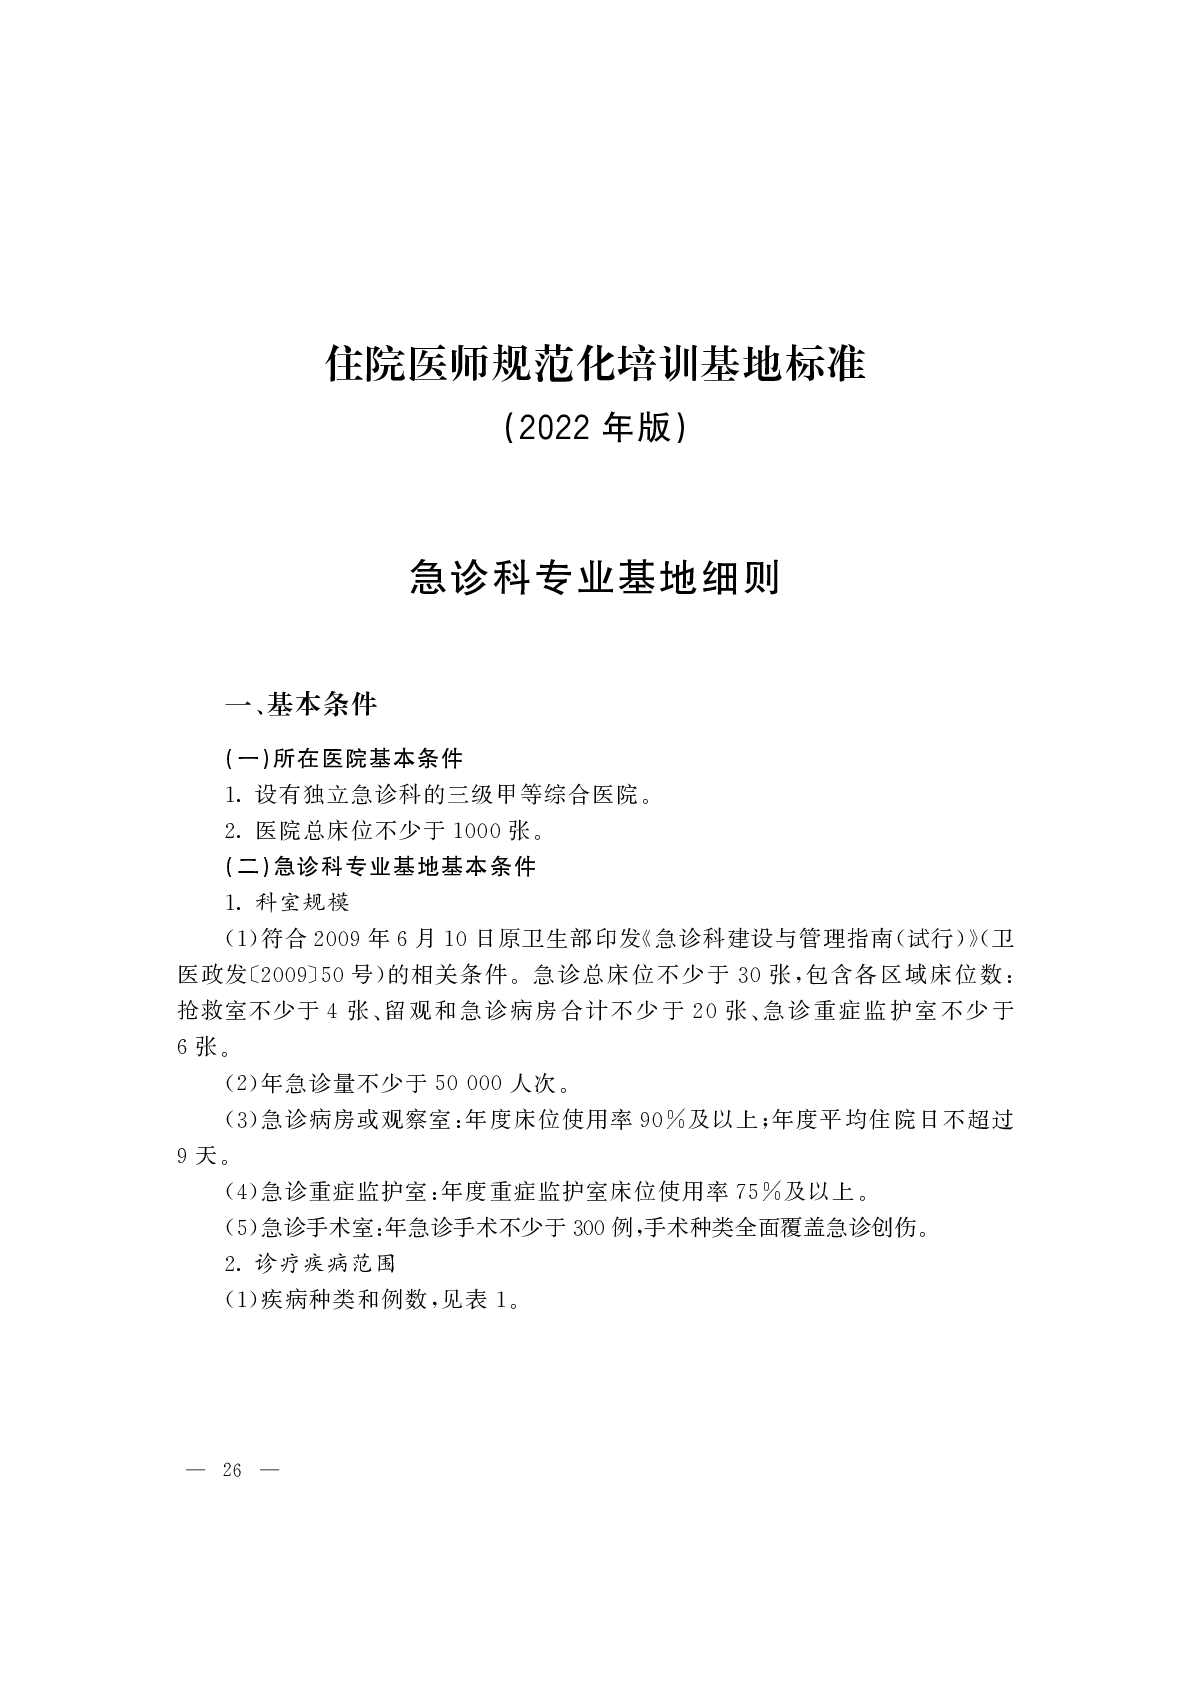 住院医师规范化培训基地标准
(2022 年版)
急诊科专业基地细则
一、基本条件
(一)所在医院基本条件
1. 设有独立急诊科的三级甲等综合医院。
2. 医院总床位不少于 1000 张。
(二)急诊科专业基地基本条件
1. 科室规模
(1)符合 2009 年 6 月 10 日原卫生部印发《急诊科建设与管理指南(试行)》(卫
医政发〔2009〕50 号)的相关条件。急诊总床位不少于 30 张,包含各区域床位数:
抢救室不少于 4 张、留观和急诊病房合计不少于 20 张、急诊重症监护室不少于
6 张。
(2)年急诊量不少于 50 000 人次。
(3)急诊病房或观察室:年度床位使用率 90%及以上;年度平均住院日不超过
9 天。
(4)急诊重症监护室:年度重症监护室床位使用率 75%及以上。
(5)急诊手术室:年急诊手术不少于 300 例,手术种类全面覆盖急诊创伤。
2. 诊疗疾病范围
(1)疾病种类和例数,见表 1。
— 26 —